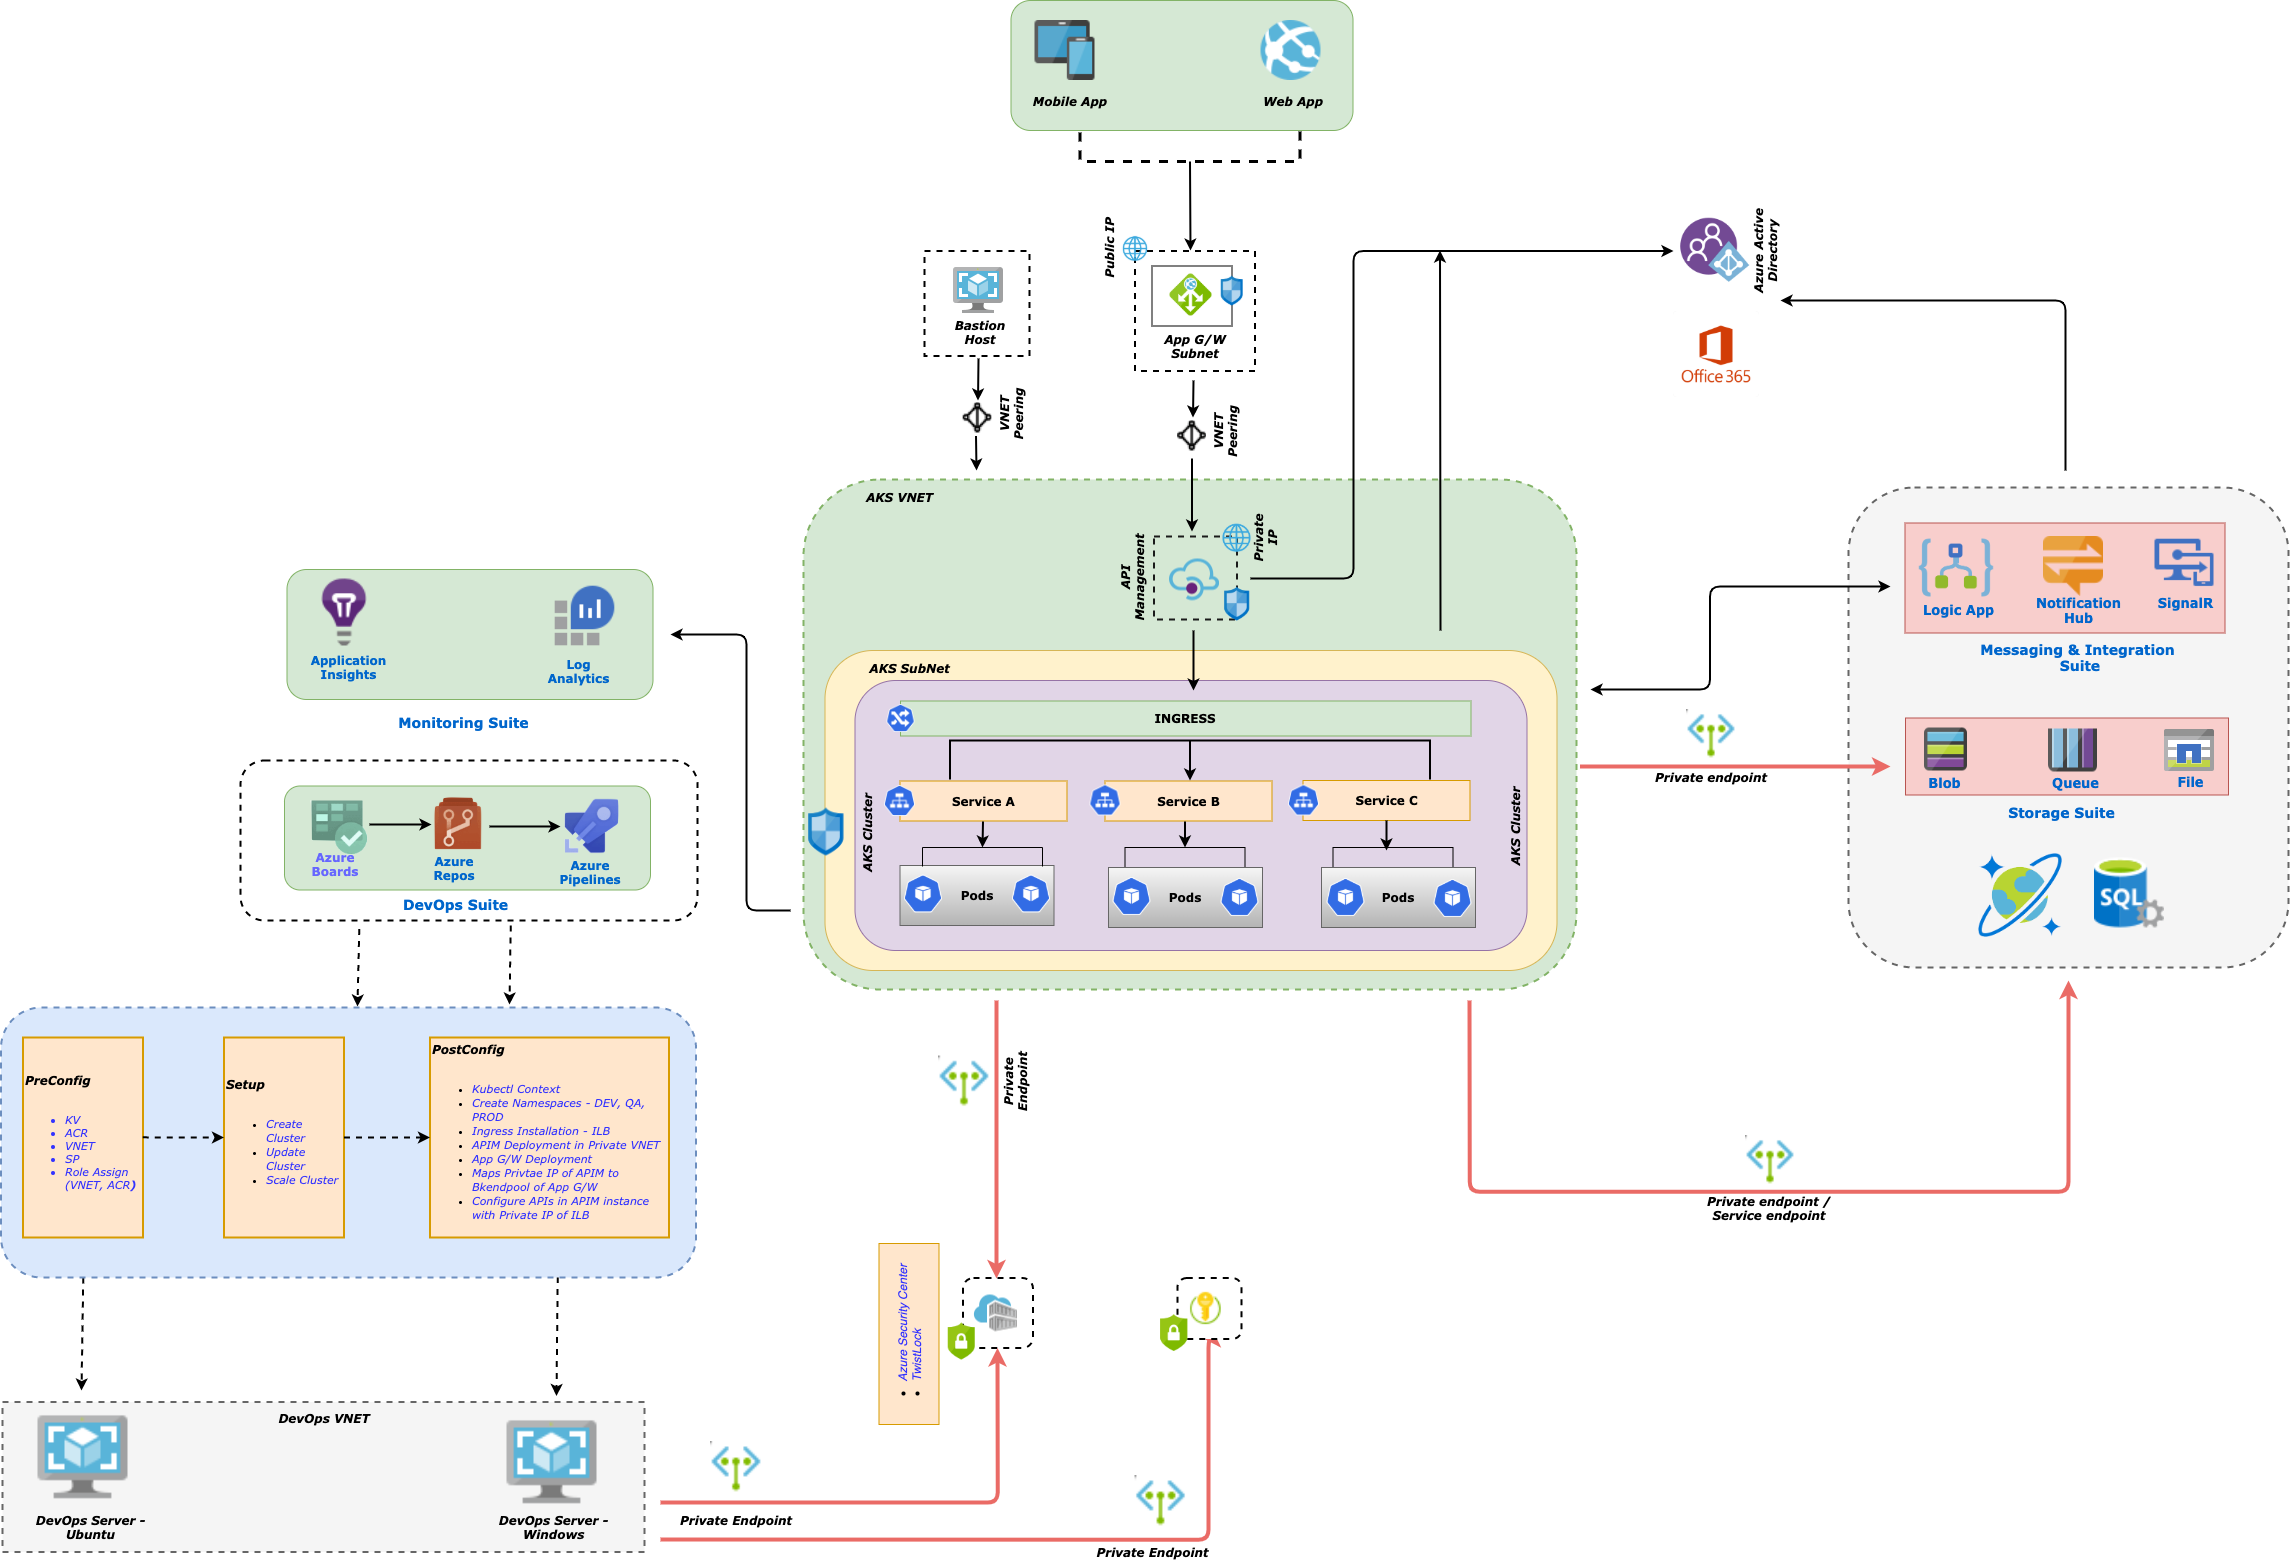 Mobile App
Web App
Public IP
Azure Active
Directory
Bastion
Host
App G/W
Subnet
Office 365
VNET
Peering
VNET
Peering
AKS VNET
Private
IP
API
Management
Logic App
Notification
Hub
SignalR
Messaging & Integration
Suite
Application
Insights
Log
Analytics
Monitoring Suite
AKS SubNet
INGRESS
Service A
Service B
Service C
AKS Cluster
AKS Cluster
Pods
Pods
Pods
Private endpoint
Blob
Queue
File
Storage Suite
SQL
Azure
Boards
Azure
Repos
Azure
Pipelines
DevOps Suite
PreConfig
• KV
• ACR
• VNET
• SP
• Role Assign
(VNET, ACR)
Setup
• Create
Cluster
• Update
Cluster
• Scale Cluster
PostConfig
• Kubectl Context
• Create Namespaces - DEV, QA,
PROD
• Ingress Installation - ILB
• APIM Deployment in Private VNET
• App G/W Deployment
• Maps Privtae IP of APIM to
Bkendpool of App G/W
• Configure APIs in APIM instance
with Private IP of ILB
Private
Endpoint
Private endpoint /
Service endpoint
• Azure Security Center
• TwistLock
DevOps VNET
DevOps Server -
Ubuntu
DevOps Server -
Windows
Private Endpoint
Private Endpoint